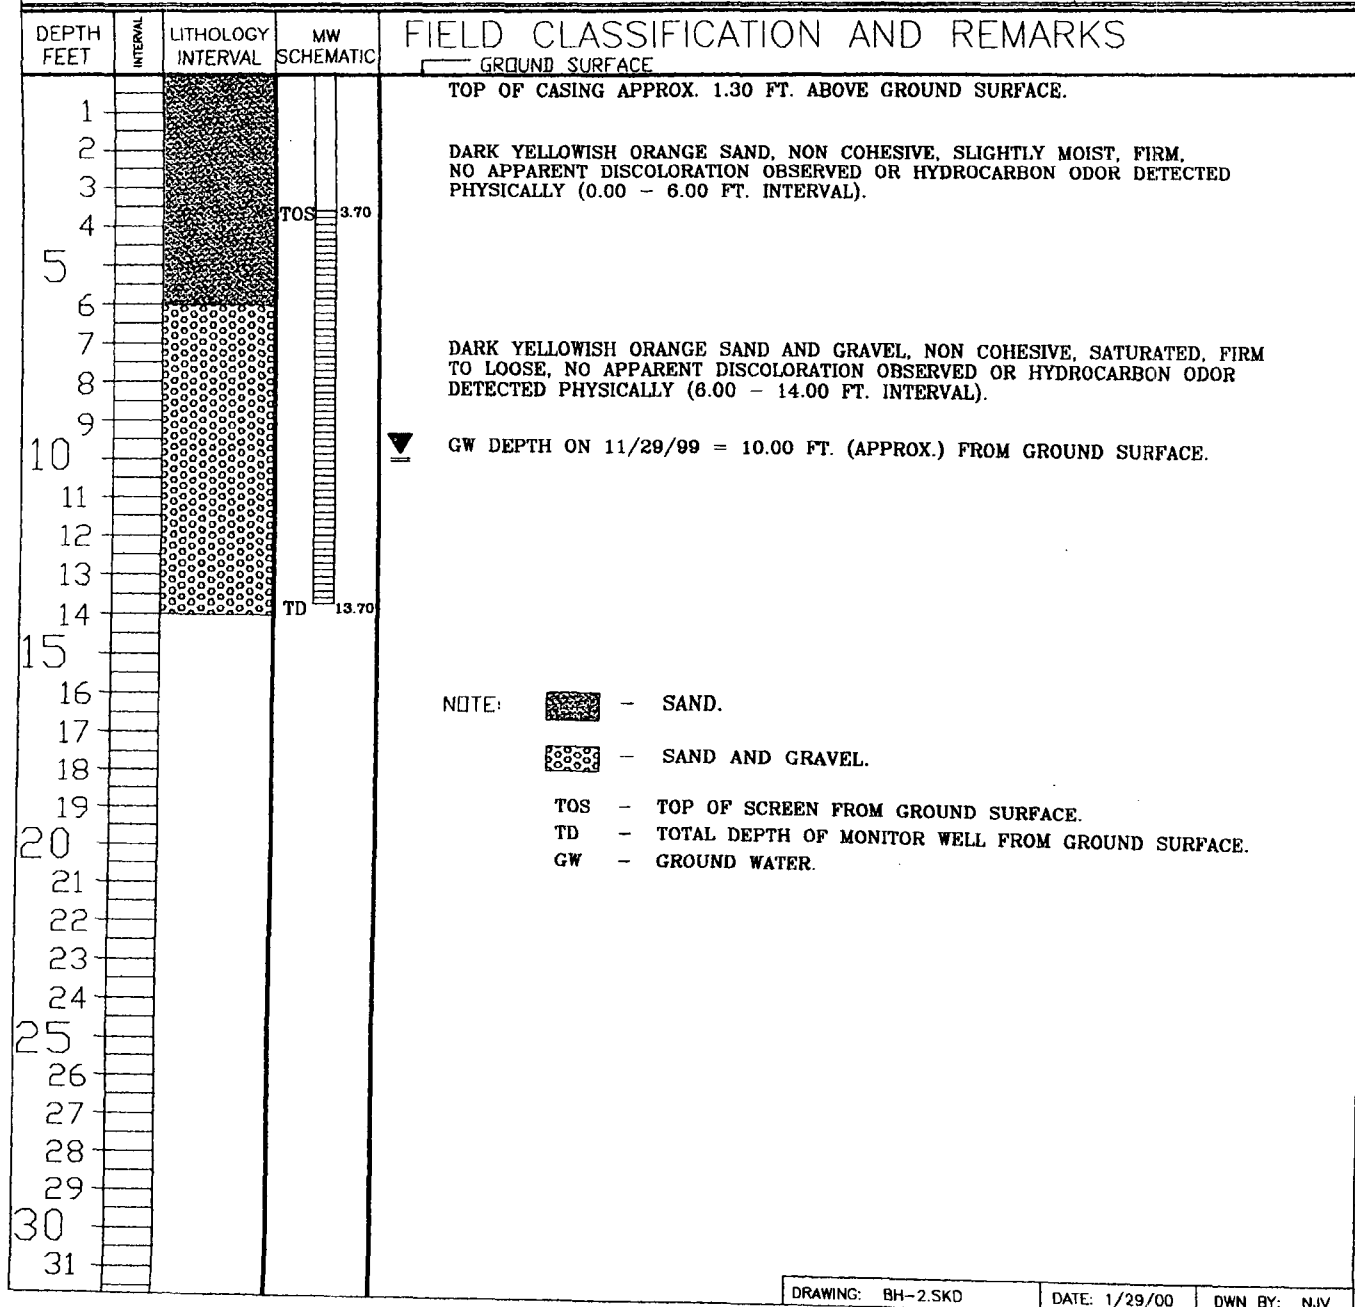 DEPTH FEET
INTERVAL
LITHOLOGY INTERVAL
MW SCHEMATIC
FIELD CLASSIFICATION AND REMARKS
GROUND SURFACE
TOP OF CASING APPROX. 1.30 FT. ABOVE GROUND SURFACE.
1
2
DARK YELLOWISH ORANGE SAND, NON COHESIVE, SLIGHTLY MOIST, FIRM,
NO APPARENT DISCOLORATION OBSERVED OR HYDROCARBON ODOR DETECTED
PHYSICALLY (0.00 - 6.00 FT. INTERVAL).
3
TOS 3.70
4
5
6
7
DARK YELLOWISH ORANGE SAND AND GRAVEL, NON COHESIVE, SATURATED, FIRM
TO LOOSE, NO APPARENT DISCOLORATION OBSERVED OR HYDROCARBON ODOR
DETECTED PHYSICALLY (6.00 - 14.00 FT. INTERVAL).
8
9
10
GW DEPTH ON 11/29/99 = 10.00 FT. (APPROX.) FROM GROUND SURFACE.
11
12
13
14
TD 13.70
15
16
NOTE: - SAND.
17
18
- SAND AND GRAVEL.
19
TOS - TOP OF SCREEN FROM GROUND SURFACE.
20
TD - TOTAL DEPTH OF MONITOR WELL FROM GROUND SURFACE.
GW - GROUND WATER.
21
22
23
24
25
26
27
28
29
30
31
DRAWING: BH-2.SKD DATE: 1/29/00 DWN BY: NJV